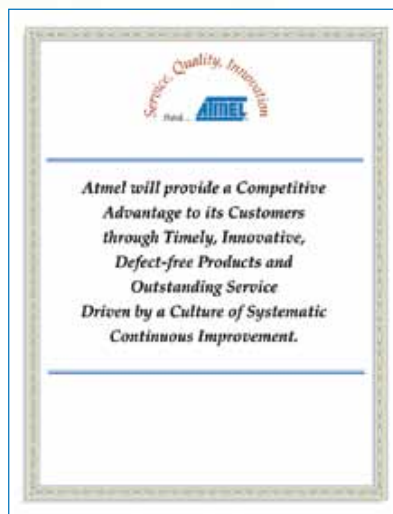 Service, Quality, Innovation
think...
ATMEL
Atmel will provide a Competitive
Advantage to its Customers
through Timely, Innovative,
Defect-free Products and
Outstanding Service
Driven by a Culture of Systematic
Continuous Improvement.